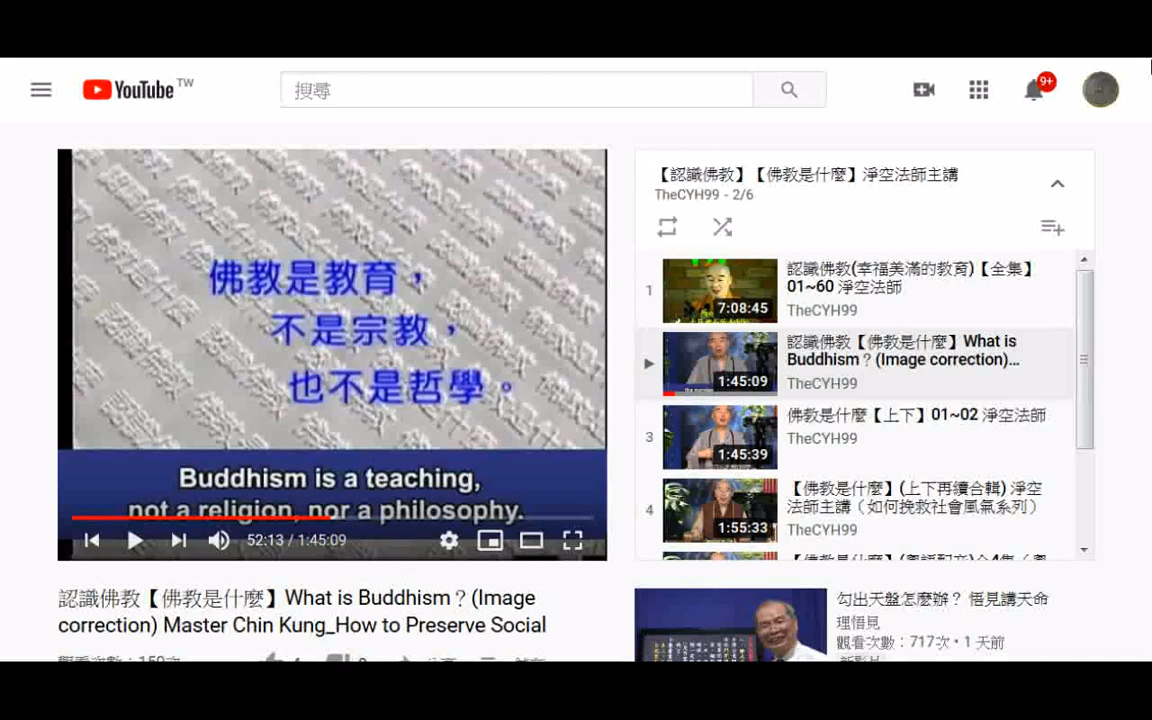 YouTube TW
搜尋
9+
佛教是教育，
不是宗教，
也不是哲學。
Buddhism is a teaching,
not a religion, nor a philosophy.
52:13 / 1:45:09
認識佛教【佛教是什麼】What is Buddhism？(Image
correction) Master Chin Kung_How to Preserve Social
【認識佛教】【佛教是什麼】淨空法師主講
TheCYH99 - 2/6
1
7:08:45
認識佛教(幸福美滿的教育)【全集】
01~60 淨空法師
TheCYH99
1:45:09
認識佛教【佛教是什麼】What is
Buddhism？(Image correction)...
TheCYH99
3
1:45:39
佛教是什麼【上下】01~02 淨空法師
TheCYH99
4
1:55:33
【佛教是什麼】(上下再續合輯) 淨空
法師主講（如何挽救社會風氣系列）
TheCYH99
勾出天盤怎麼辦？ 悟見講天命
理悟見
觀看次數：717次 • 1 天前